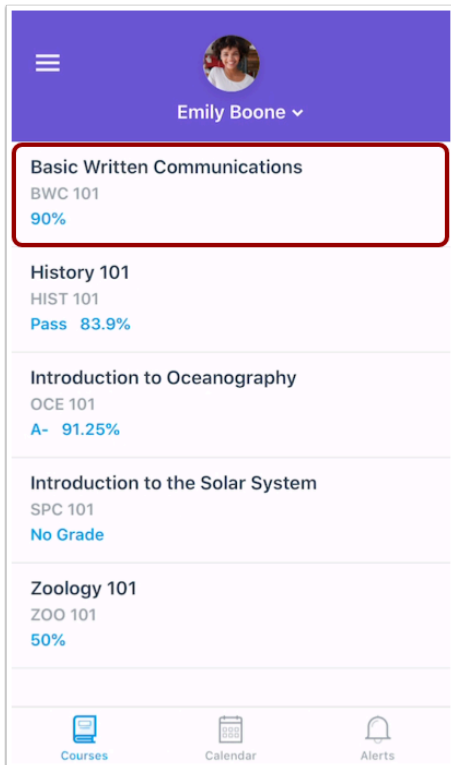 Emily Boone
Basic Written Communications
BWC 101
90%
History 101
HIST 101
Pass 83.9%
Introduction to Oceanography
OCE 101
A- 91.25%
Introduction to the Solar System
SPC 101
No Grade
Zoology 101
ZOO 101
50%
Courses Calendar Alerts